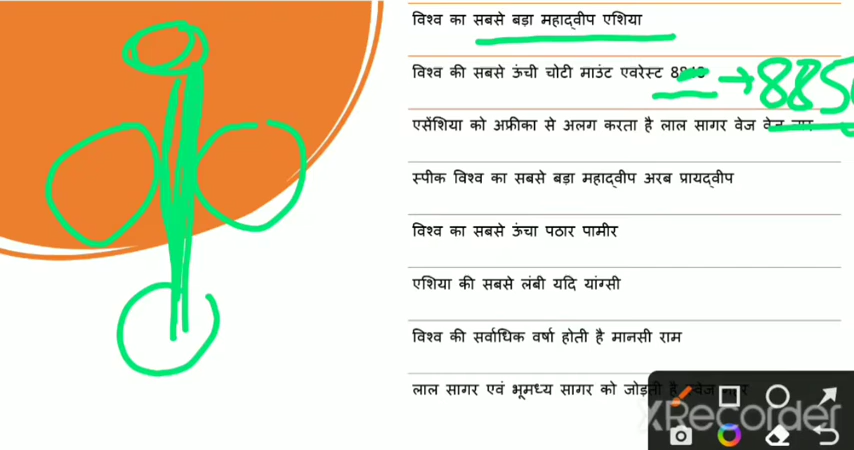 विश्व का सबसे बड़ा महाद्वीप एशिया
विश्व की सबसे ऊंची चोटी माउंट एवरेस्ट
एसेंशिया को अफ्रीका से अलग करता है लाल सागर वेज वेज
स्पीक विश्व का सबसे बड़ा महाद्वीप अरब प्रायद्वीप
विश्व का सबसे ऊंचा पठार पामीर
एशिया की सबसे लंबी यदि यांग्सी
विश्व की सर्वाधिक वर्षा होती है मानसी राम
लाल सागर एवं भूमध्य सागर को जोड़ती है
XRecorder